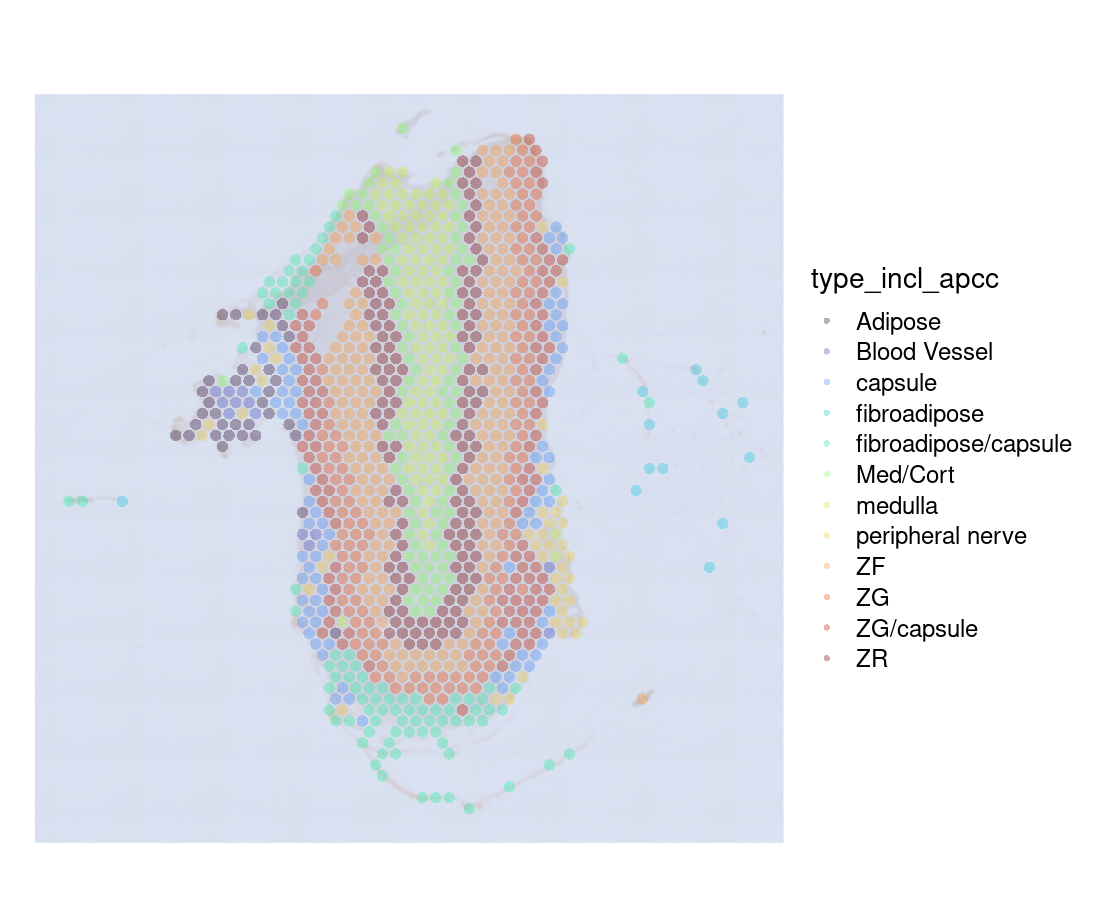 type_incl_apcc
Adipose
Blood Vessel
capsule
fibroadipose
fibroadipose/capsule
Med/Cort
medulla
peripheral nerve
ZF
ZG
ZG/capsule
ZR